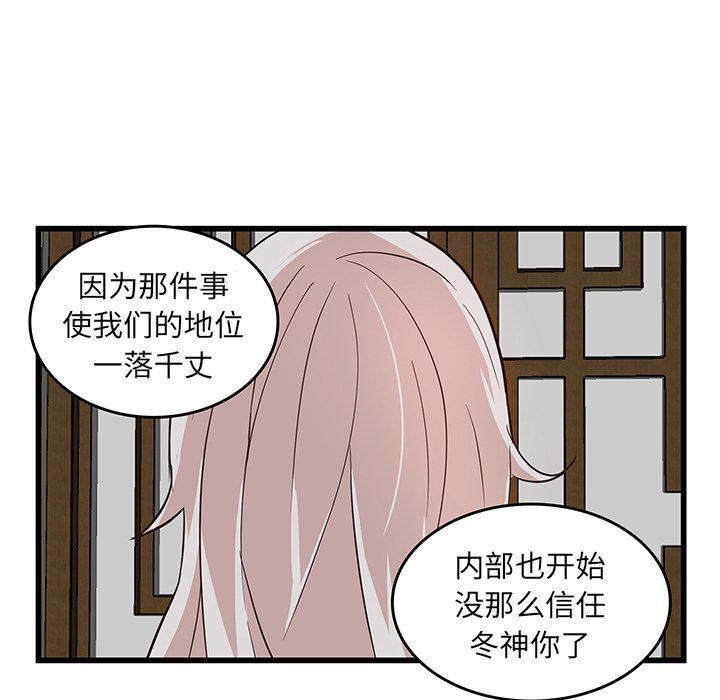 因为那件事
使我们的地位
一落千丈
内部也开始
没那么信任
冬神你了